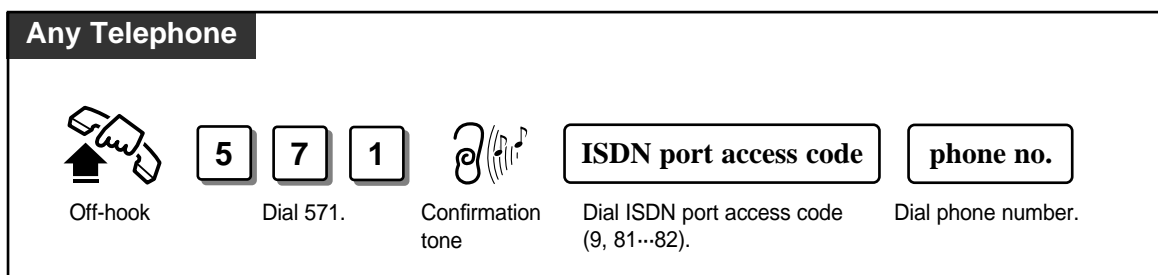 Any Telephone
5 7 1 ISDN port access code phone no.
Off-hook Dial 571. Confirmation tone Dial ISDN port access code (9, 81···82). Dial phone number.